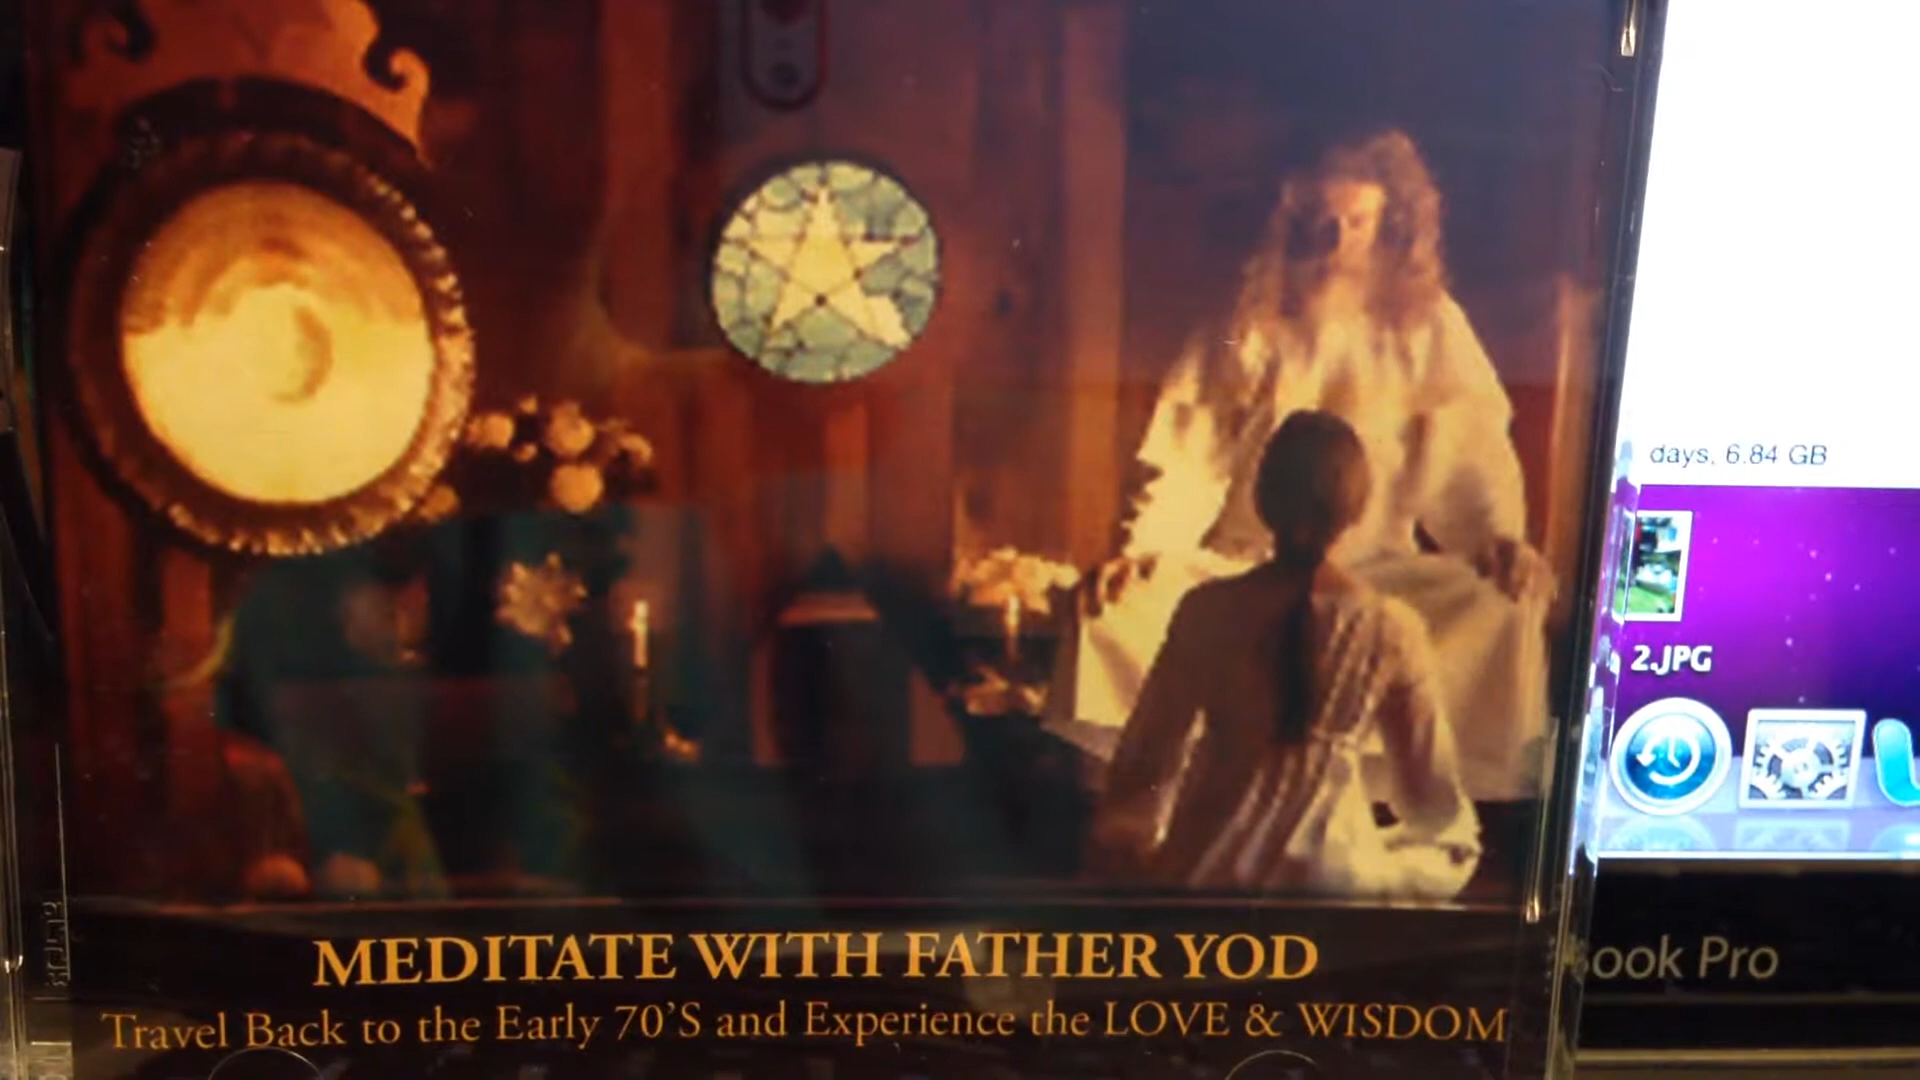 MEDITATE WITH FATHER YOD
Travel Back to the Early 70'S and Experience the LOVE & WISDOM
days, 6.84 GB
2.JPG
ook Pro